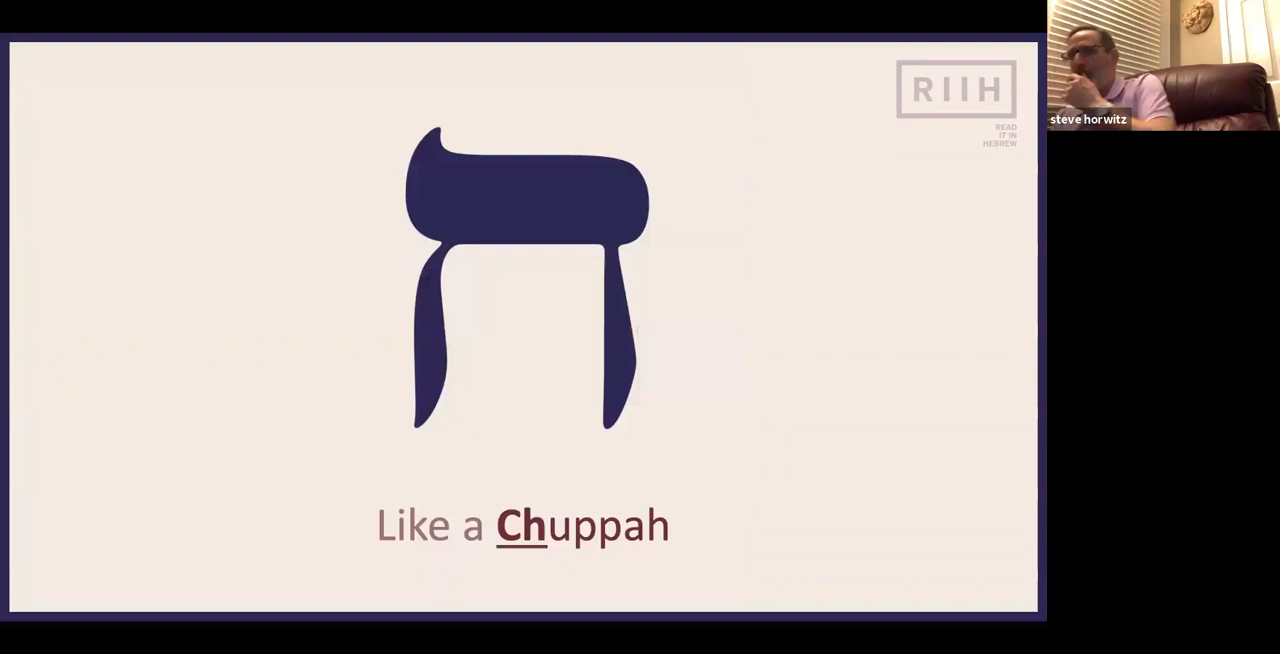 RIIH
READ
IT IN
HEBREW
ח
Like a Chuppah
steve horwitz